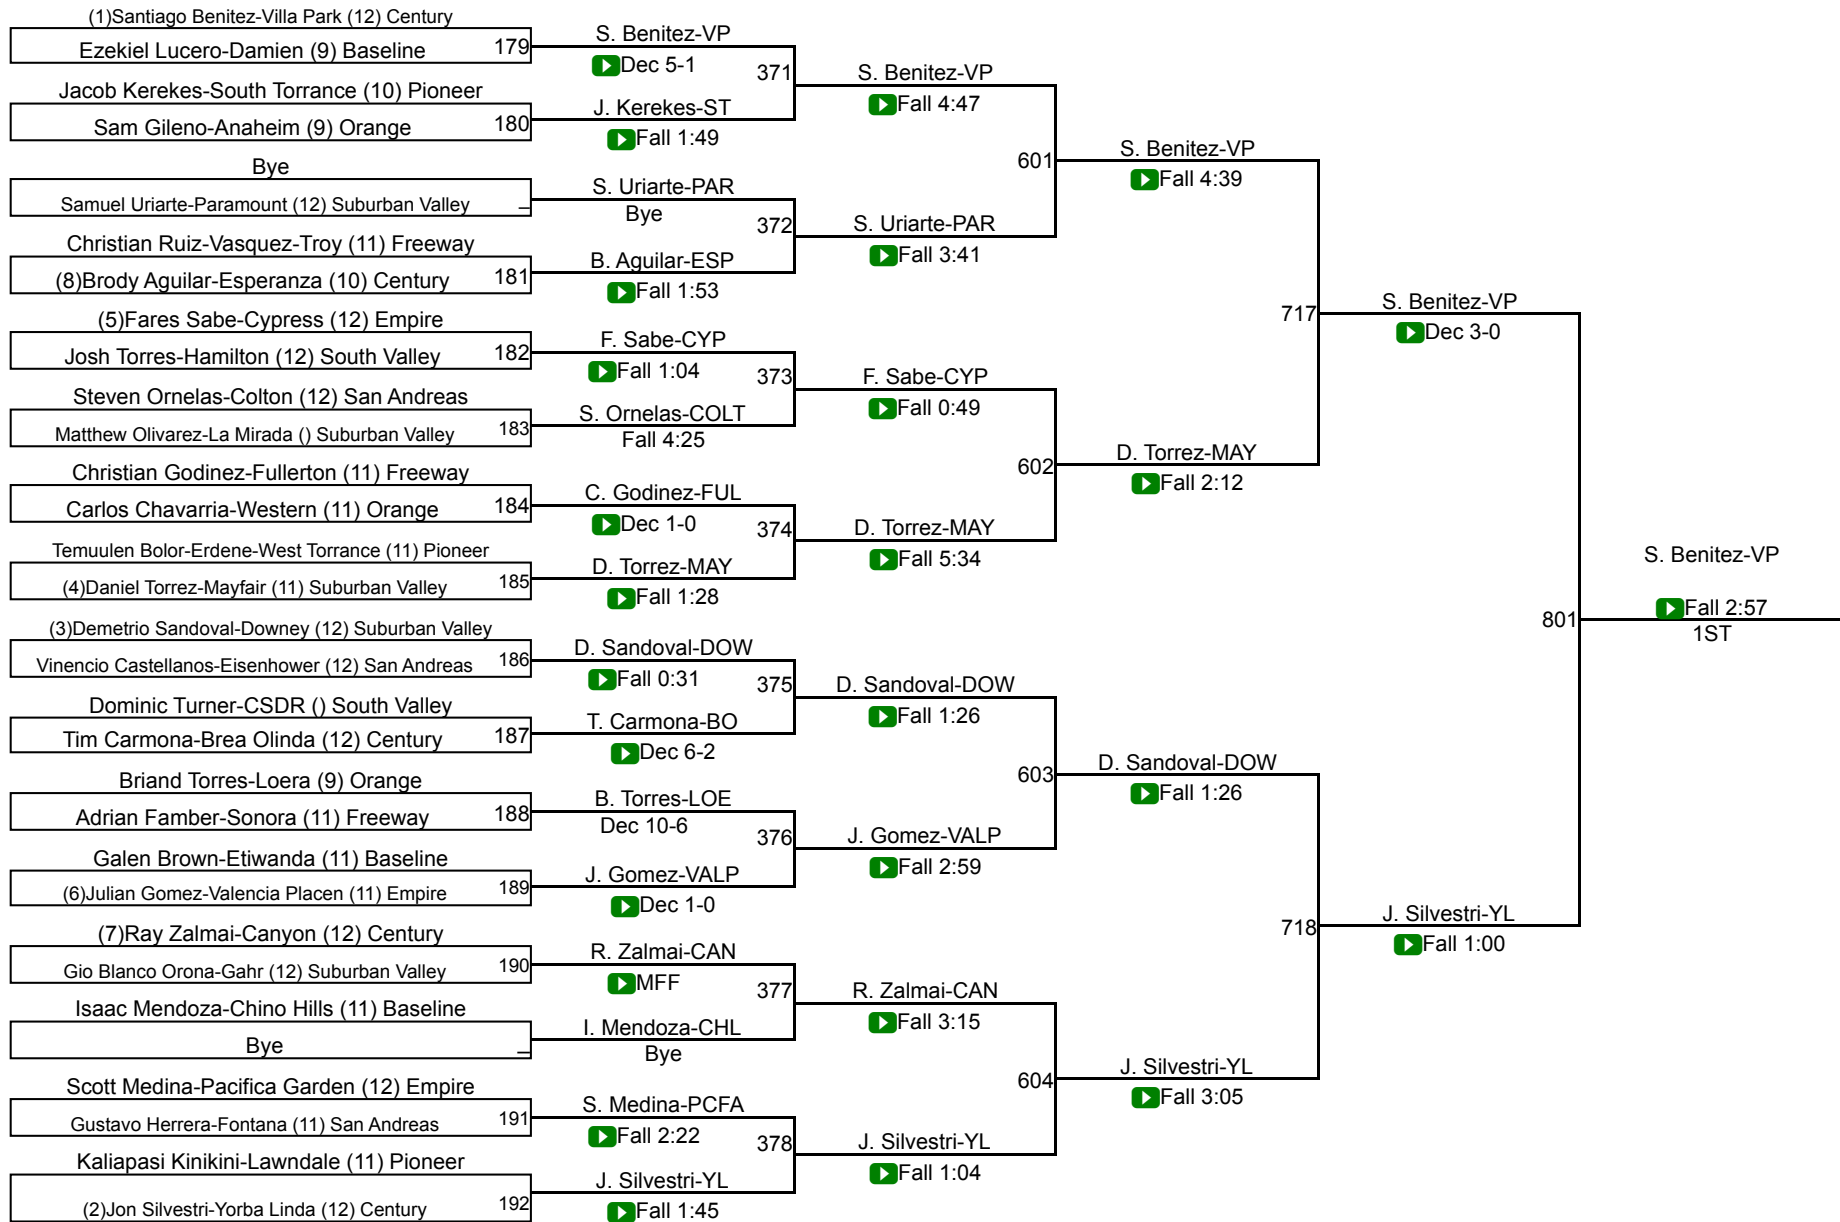 (1)Santiago Benitez-Villa Park (12) Century
Ezekiel Lucero-Damien (9) Baseline 179
Jacob Kerekes-South Torrance (10) Pioneer
Sam Gileno-Anaheim (9) Orange 180
Bye
Samuel Uriarte-Paramount (12) Suburban Valley _
Christian Ruiz-Vasquez-Troy (11) Freeway
(8)Brody Aguilar-Esperanza (10) Century 181
(5)Fares Sabe-Cypress (12) Empire
Josh Torres-Hamilton (12) South Valley 182
Steven Ornelas-Colton (12) San Andreas
Matthew Olivarez-La Mirada () Suburban Valley 183
Christian Godinez-Fullerton (11) Freeway
Carlos Chavarria-Western (11) Orange 184
Temuulen Bolor-Erdene-West Torrance (11) Pioneer
(4)Daniel Torrez-Mayfair (11) Suburban Valley 185
(3)Demetrio Sandoval-Downey (12) Suburban Valley
Vinencio Castellanos-Eisenhower (12) San Andreas 186
Dominic Turner-CSDR () South Valley
Tim Carmona-Brea Olinda (12) Century 187
Briand Torres-Loera (9) Orange
Adrian Famber-Sonora (11) Freeway 188
Galen Brown-Etiwanda (11) Baseline
(6)Julian Gomez-Valencia Placen (11) Empire 189
(7)Ray Zalmai-Canyon (12) Century
Gio Blanco Orona-Gahr (12) Suburban Valley 190
Isaac Mendoza-Chino Hills (11) Baseline
Bye _
Scott Medina-Pacifica Garden (12) Empire
Gustavo Herrera-Fontana (11) San Andreas 191
Kaliapasi Kinikini-Lawndale (11) Pioneer
(2)Jon Silvestri-Yorba Linda (12) Century 192
S. Benitez-VP
Dec 5-1
371
J. Kerekes-ST
Fall 1:49
S. Uriarte-PAR
Bye
372
B. Aguilar-ESP
Fall 1:53
F. Sabe-CYP
Fall 1:04
373
S. Ornelas-COLT
Fall 4:25
C. Godinez-FUL
Dec 1-0
374
D. Torrez-MAY
Fall 1:28
D. Sandoval-DOW
Fall 0:31
375
T. Carmona-BO
Dec 6-2
B. Torres-LOE
Dec 10-6
376
J. Gomez-VALP
Dec 1-0
R. Zalmai-CAN
MFF
377
I. Mendoza-CHL
Bye
S. Medina-PCFA
Fall 2:22
378
J. Silvestri-YL
Fall 1:45
S. Benitez-VP
Fall 4:47
601
S. Uriarte-PAR
Fall 3:41
F. Sabe-CYP
Fall 0:49
602
D. Torrez-MAY
Fall 5:34
D. Sandoval-DOW
Fall 1:26
603
J. Gomez-VALP
Fall 2:59
R. Zalmai-CAN
Fall 3:15
604
J. Silvestri-YL
Fall 1:04
S. Benitez-VP
Fall 4:39
717
D. Torrez-MAY
Fall 2:12
D. Sandoval-DOW
Fall 1:26
718
J. Silvestri-YL
Fall 3:05
S. Benitez-VP
Dec 3-0
801
J. Silvestri-YL
Fall 1:00
S. Benitez-VP
Fall 2:57
1ST